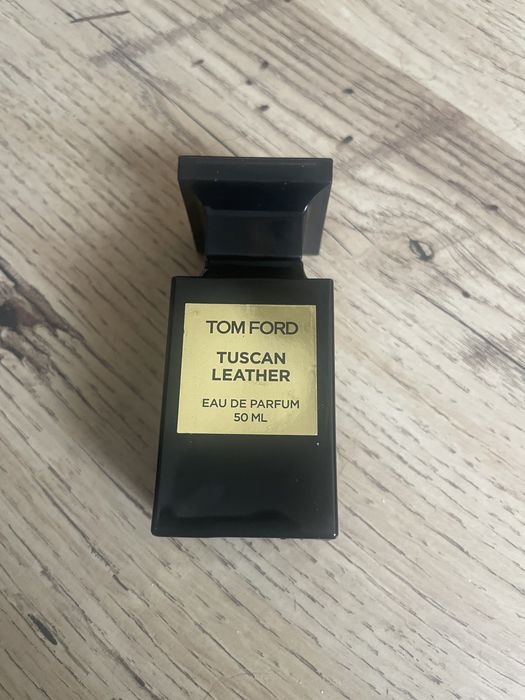 TOM FORD
TUSCAN
LEATHER
EAU DE PARFUM
50 ML